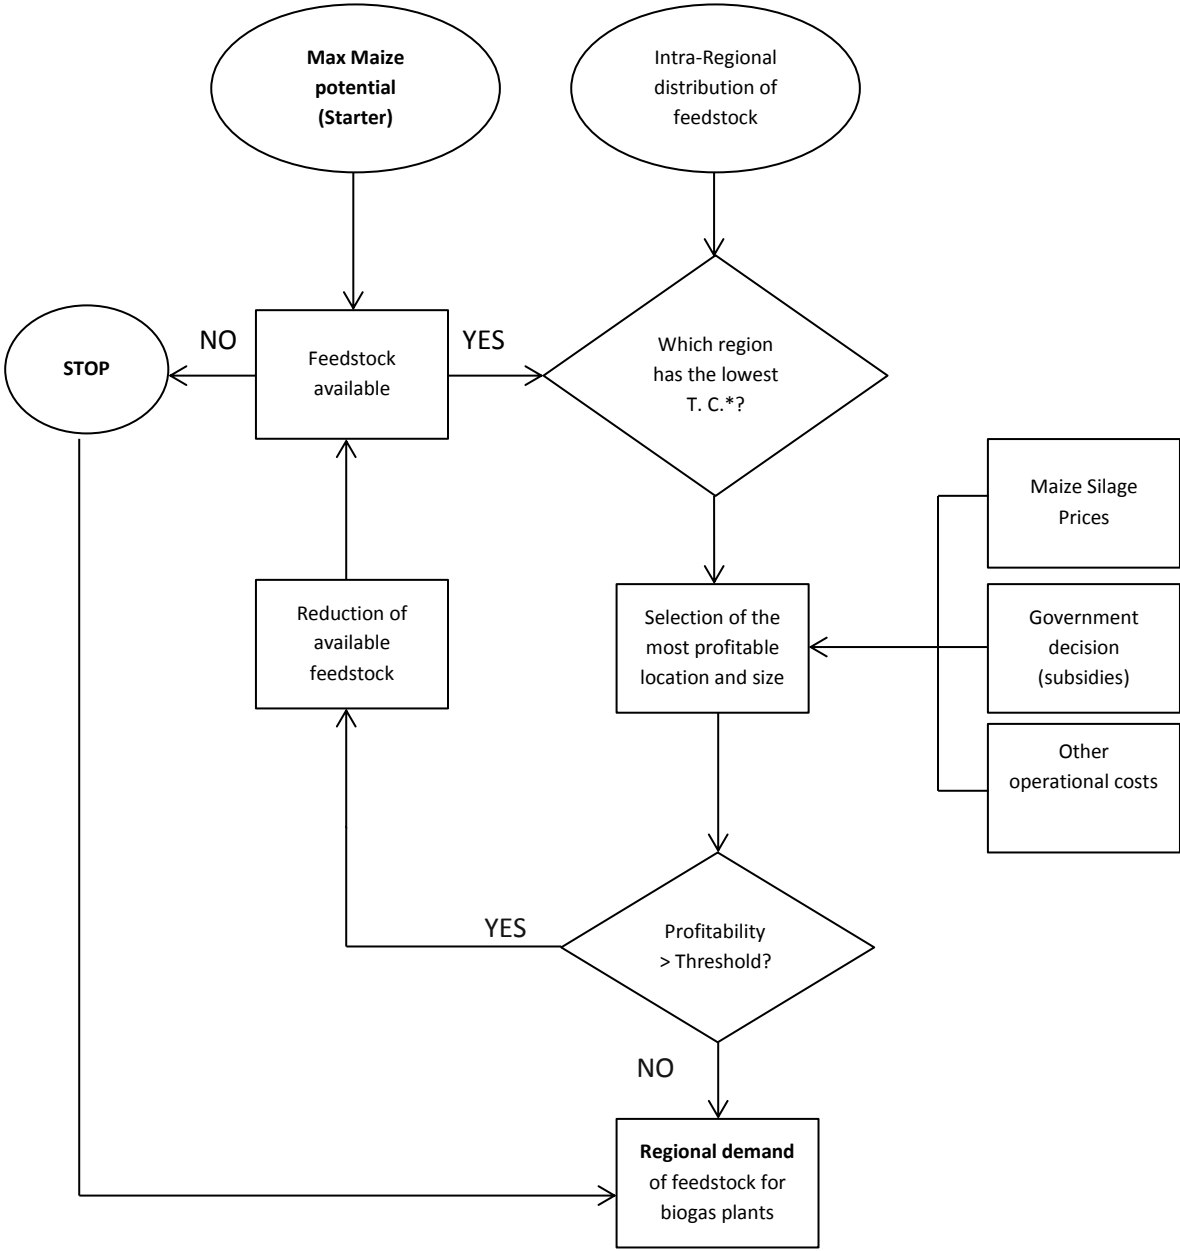 Max Maize
potential
(Starter)
Intra-Regional
distribution of
feedstock
STOP
NO
Feedstock
available
YES
Which region
has the lowest
T. C.*?
Maize Silage
Prices
Reduction of
available
feedstock
Selection of the
most profitable
location and size
Government
decision
(subsidies)
Other
operational costs
YES
Profitability
> Threshold?
NO
Regional demand
of feedstock for
biogas plants